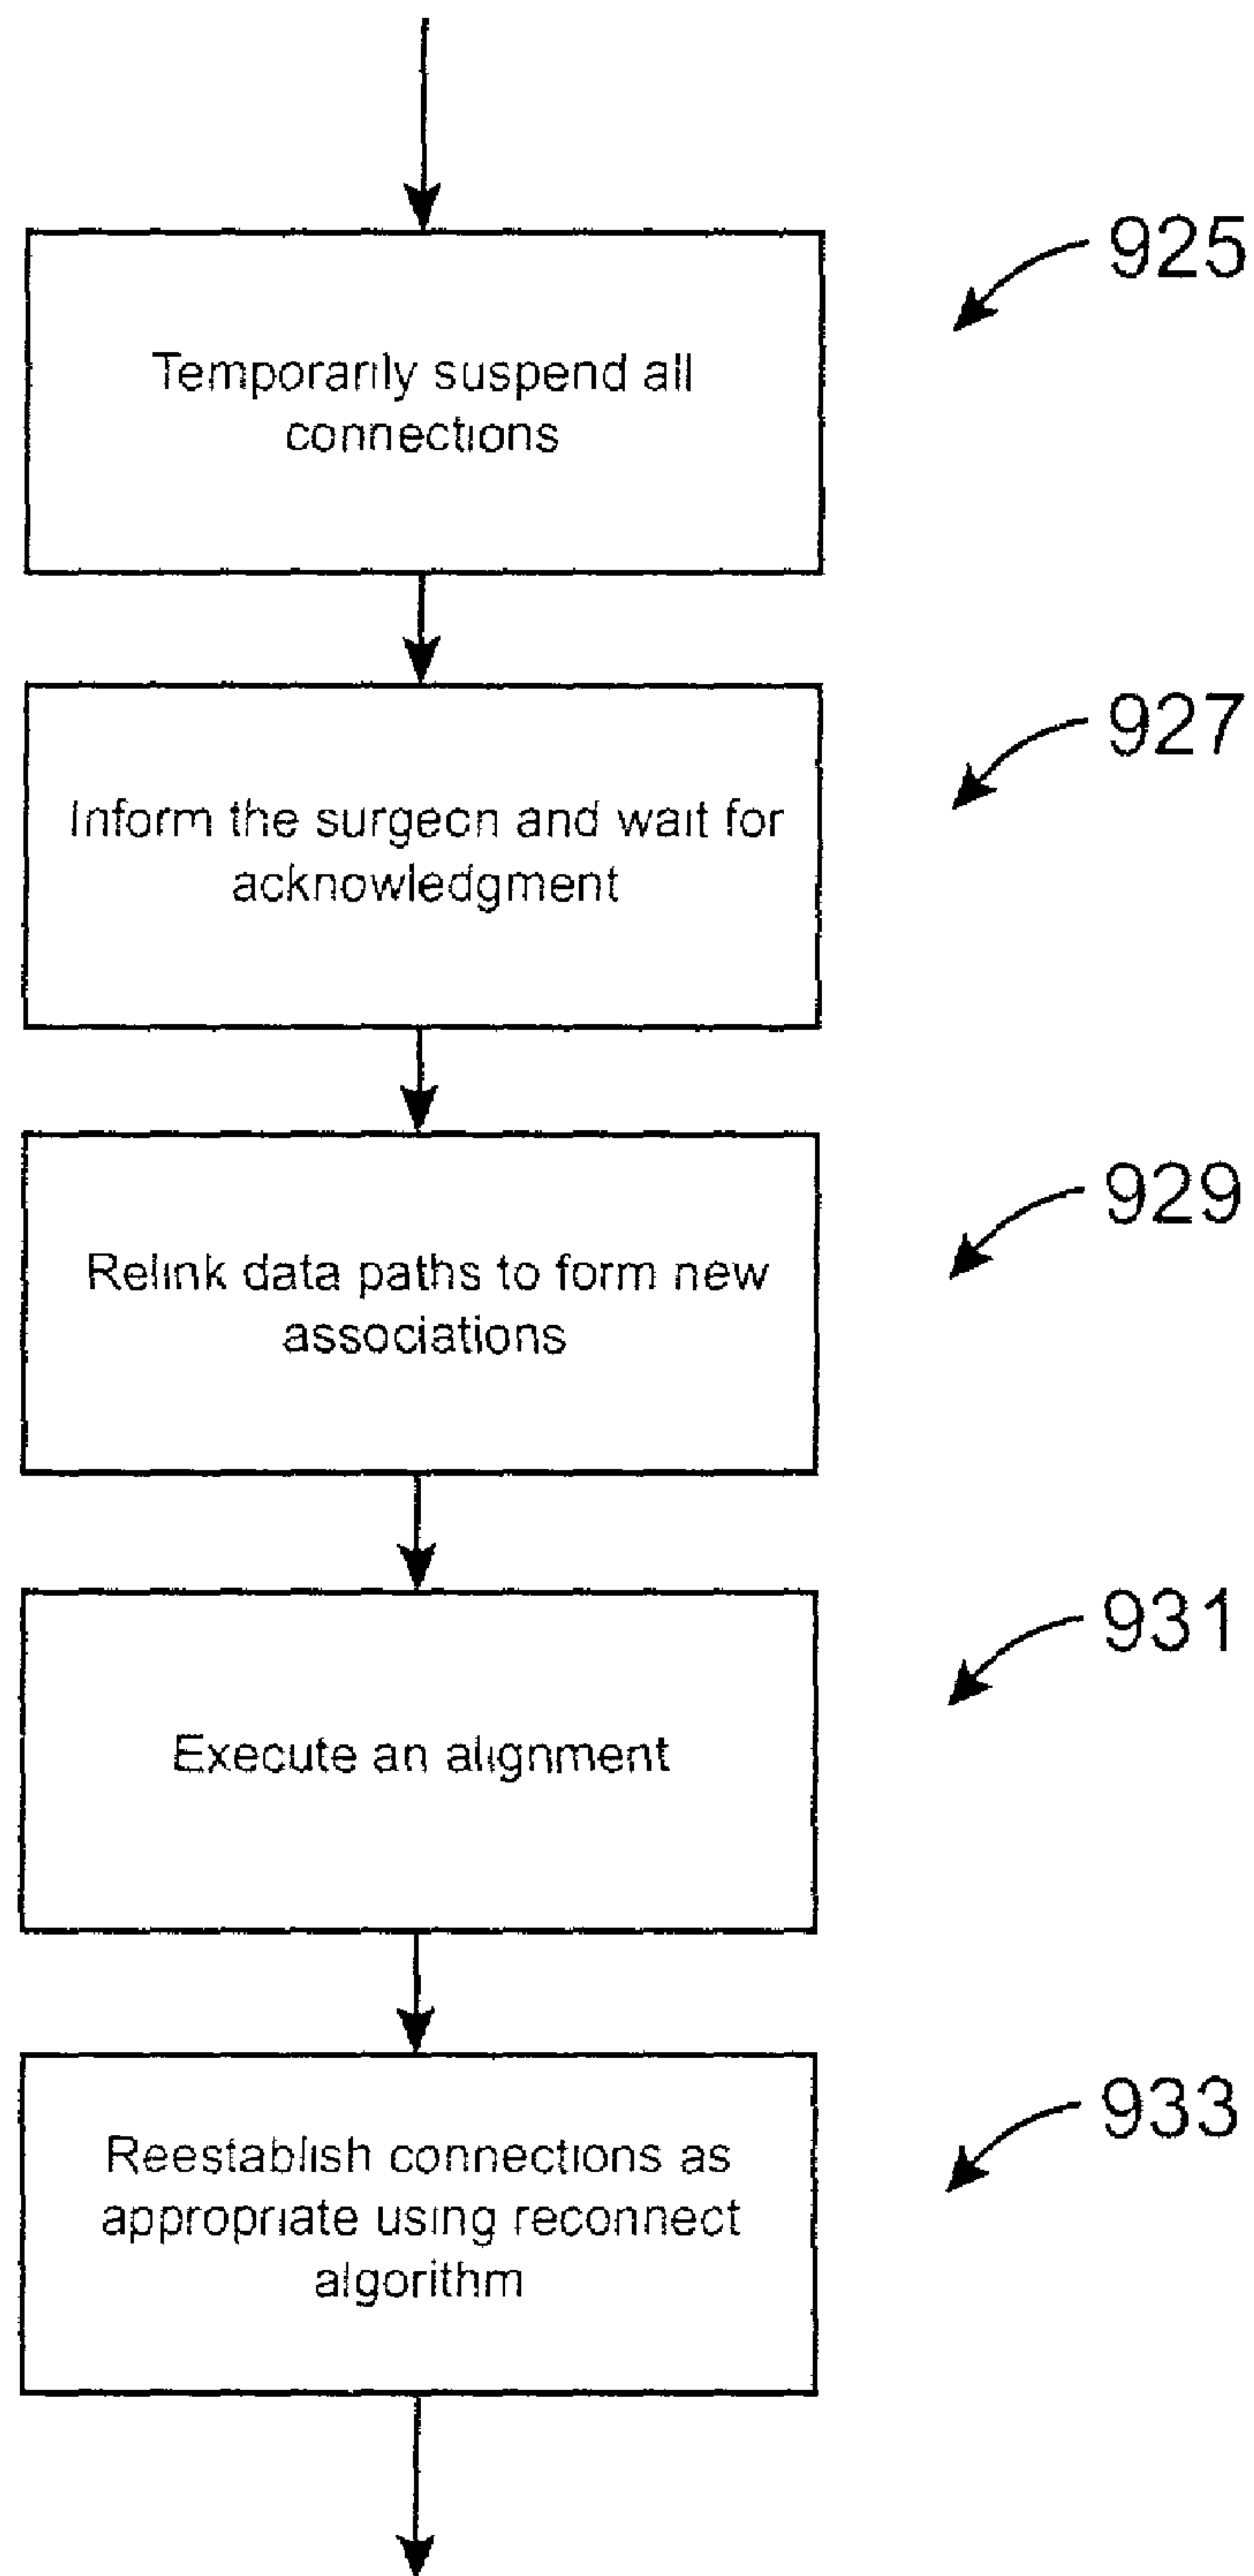 925
Temporarily suspend all
connections
927
Inform the surgeon and wait for
acknowledgment
929
Relink data paths to form new
associations
931
Execute an alignment
933
Reestablish connections as
appropriate using reconnect
algorithm